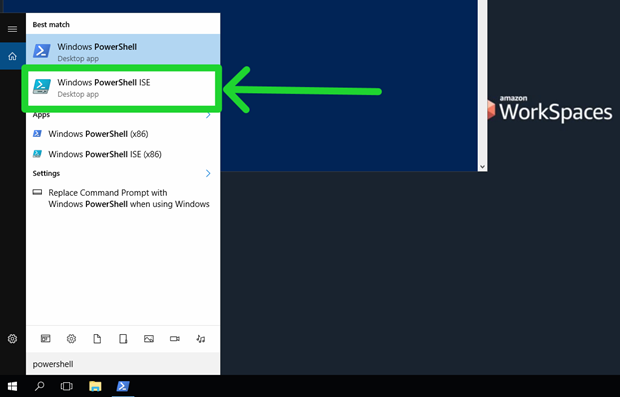 Best match
Windows PowerShell
Desktop app
Windows PowerShell ISE
Desktop app
Apps
Windows PowerShell (x86)
Windows PowerShell ISE (x86)
Settings
Replace Command Prompt with
Windows PowerShell when using Windows
powershell
amazon
WorkSpaces